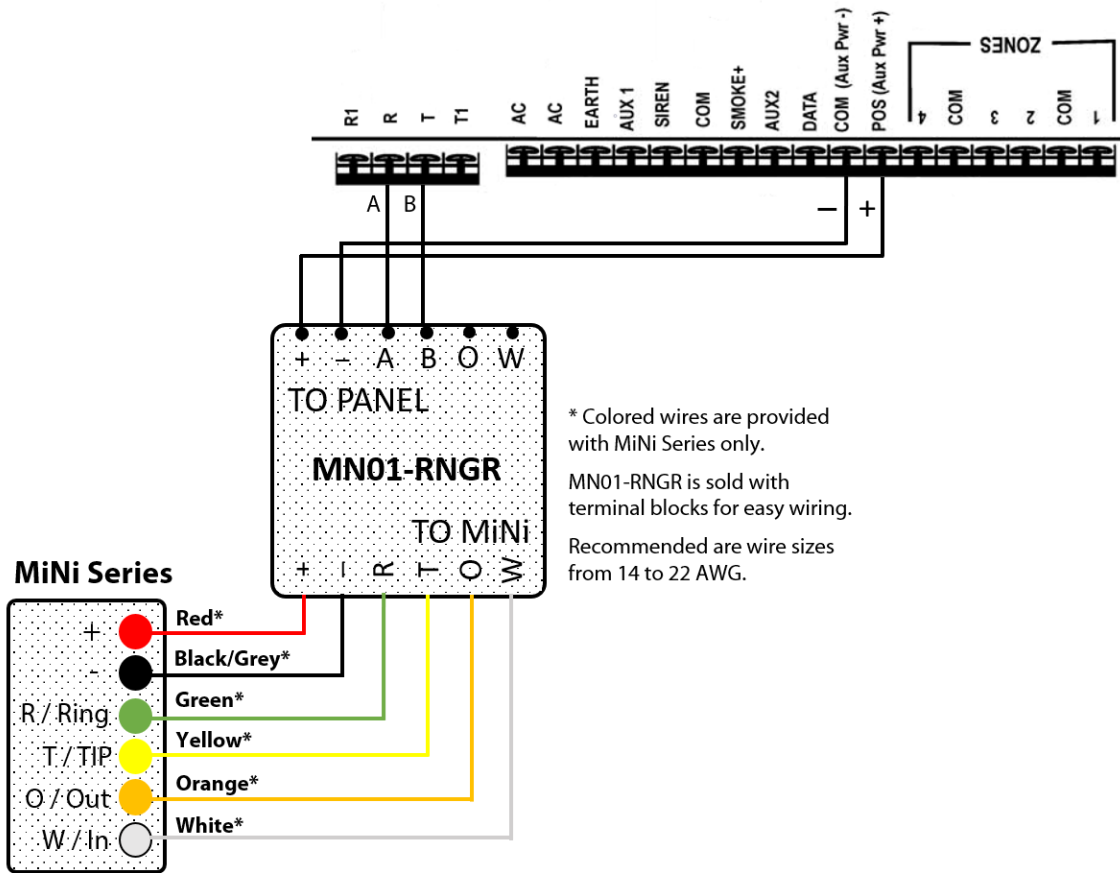 ZONES
R1
R
T
T1
AC
AC
EARTH
AUX 1
SIREN
COM
SMOKE+
AUX2
DATA
COM (Aux Pwr -)
POS (Aux Pwr +)
4
COM
3
2
COM
1
A B
− +
+ − A B O W
TO PANEL
MN01-RNGR
TO MiNi
+ − R T O W
* Colored wires are provided
with MiNi Series only.
MN01-RNGR is sold with
terminal blocks for easy wiring.
Recommended are wire sizes
from 14 to 22 AWG.
MiNi Series
+ Red*
- Black/Grey*
R / Ring Green*
T / TIP Yellow*
O / Out Orange*
W / In White*